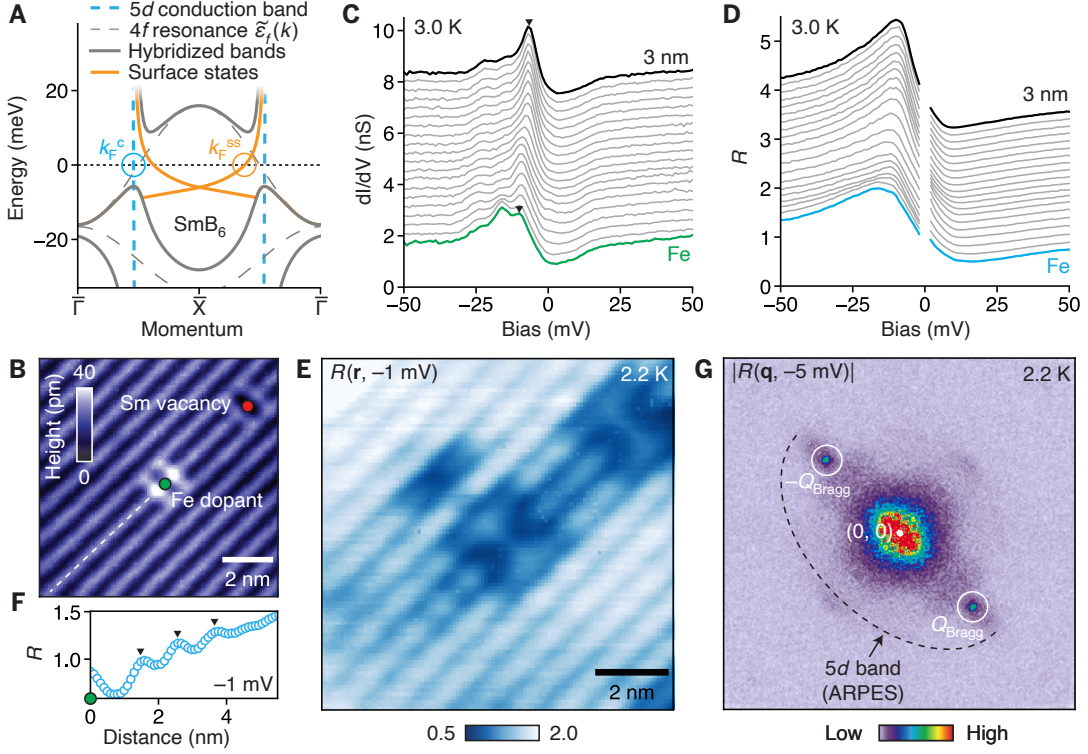 A
5d conduction band
4f resonance ε̃f(k)
Hybridized bands
Surface states
20
0
−20
Energy (meV)
kFc
kFss
SmB6
Γ̅
X̅
Γ̅
Momentum
B
40
0
Height (pm)
Sm vacancy
Fe dopant
2 nm
C
3.0 K
3 nm
10
8
6
4
2
0
dI/dV (nS)
Fe
−50
−25
0
25
50
Bias (mV)
D
3.0 K
3 nm
5
4
3
2
1
0
R
Fe
−50
−25
0
25
50
Bias (mV)
E
R(r, −1 mV)
2.2 K
2 nm
0.5
2.0
F
1.5
1.0
R
−1 mV
0
2
4
Distance (nm)
G
|R(q, −5 mV)|
2.2 K
−QBragg
(0, 0)
QBragg
5d band
(ARPES)
Low
High